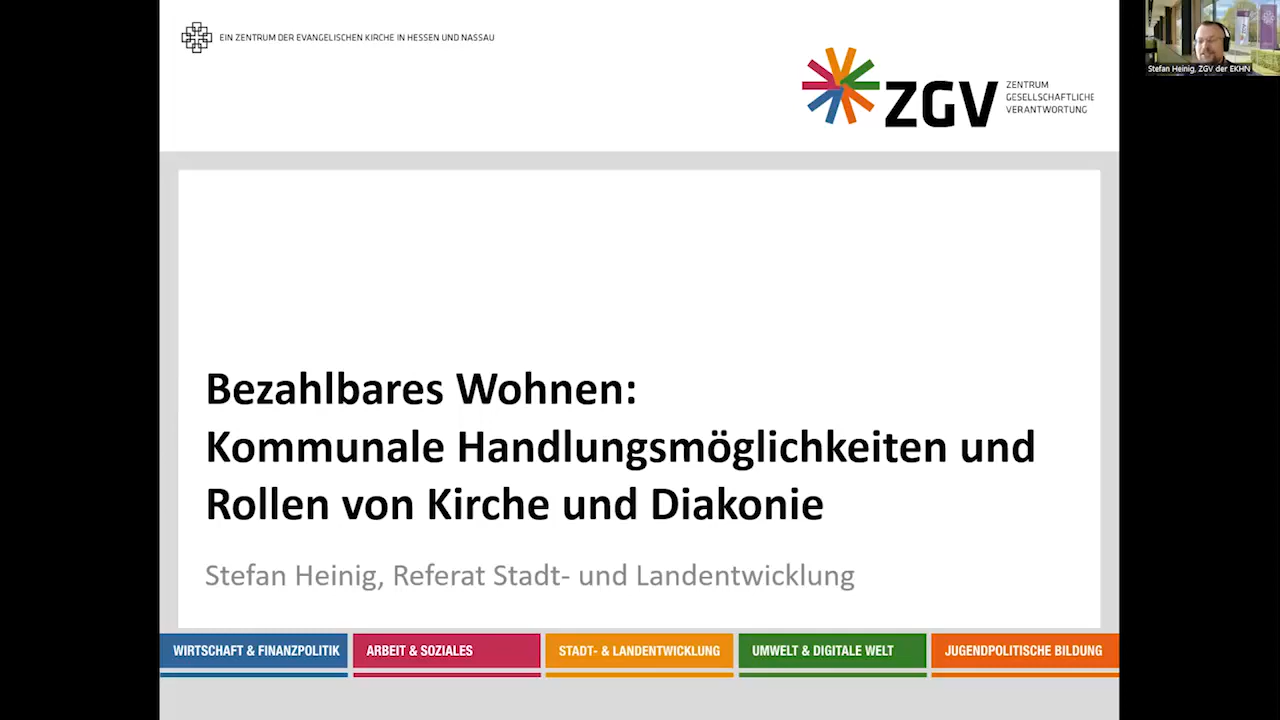 EIN ZENTRUM DER EVANGELISCHEN KIRCHE IN HESSEN UND NASSAU
ZGV
ZENTRUM
GESELLSCHAFTLICHE
VERANTWORTUNG
Stefan Heinig, ZGV der EKHN
Bezahlbares Wohnen:
Kommunale Handlungsmöglichkeiten und
Rollen von Kirche und Diakonie
Stefan Heinig, Referat Stadt- und Landentwicklung
WIRTSCHAFT & FINANZPOLITIK
ARBEIT & SOZIALES
STADT- & LANDENTWICKLUNG
UMWELT & DIGITALE WELT
JUGENDPOLITISCHE BILDUNG